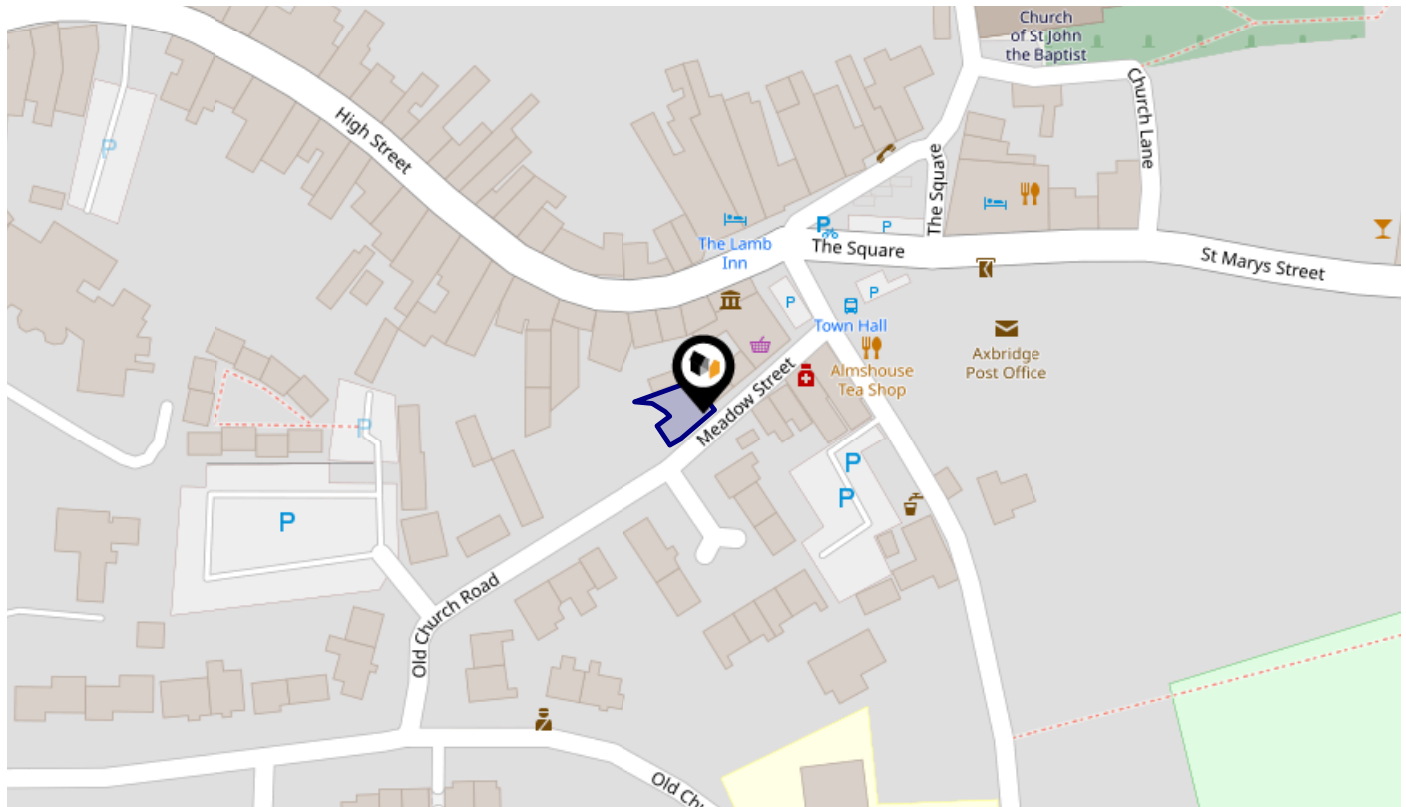 Church
of St John
the Baptist
Church Lane
High Street
The Square
The Lamb
Inn
The Square
St Marys Street
P
P
P
P
P
Town Hall
Axbridge
Post Office
Almshouse
Tea Shop
Meadow Street
P
P
P
P
Old Church Road
Old Chu